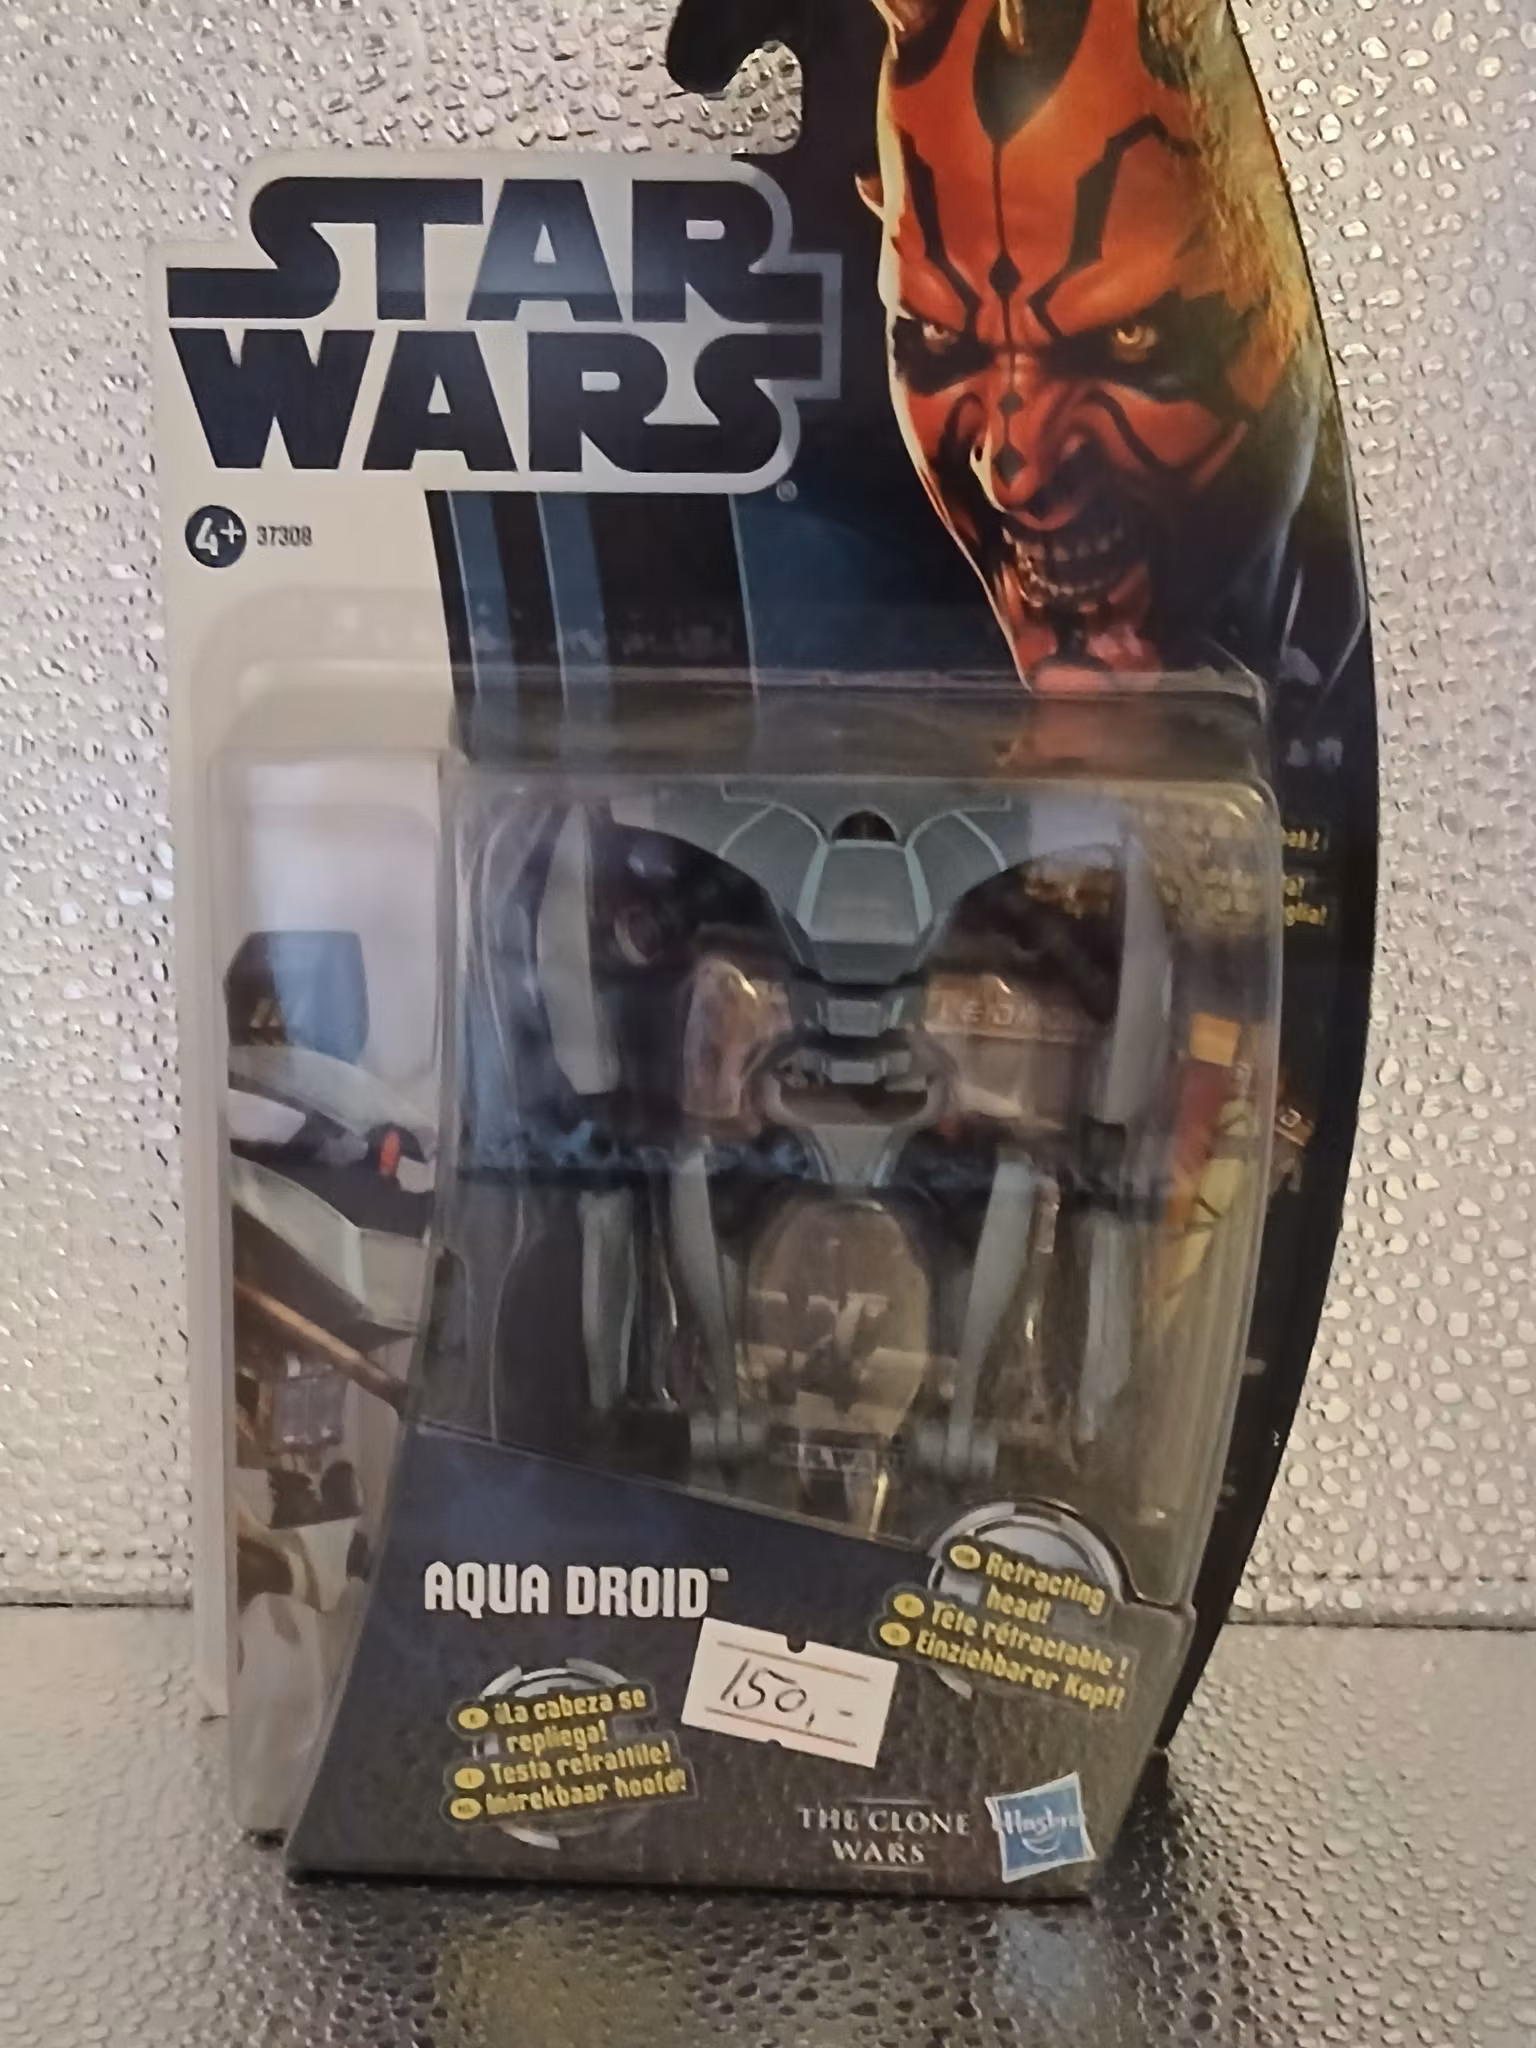 STAR
WARS
®
4+ 37308
AQUA DROID™
Retracting
head!
Tête rétractable !
Einziehbarer Kopf!
150,-
¡La cabeza se
repliega!
Testa retrattile!
Intrekbaar hoofd!
THE CLONE
WARS
Hasbro